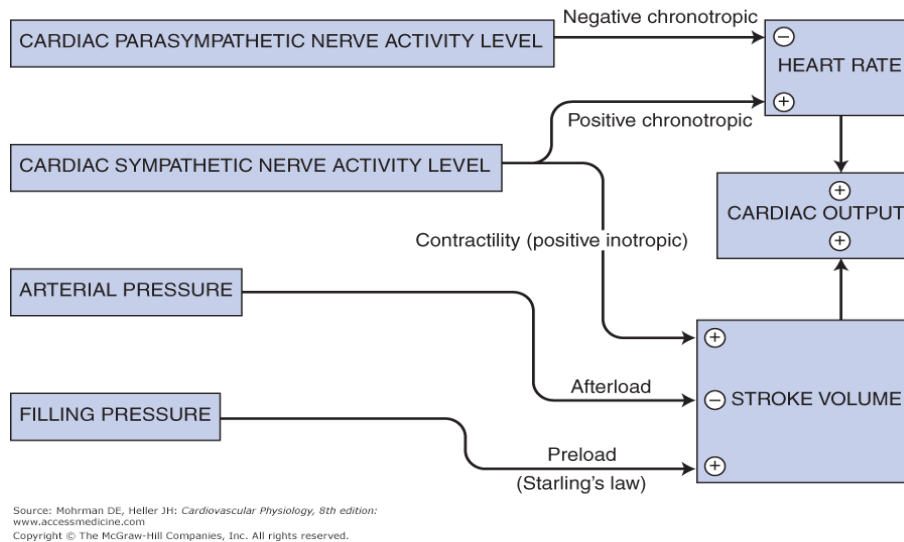 Negative chronotropic
CARDIAC PARASYMPATHETIC NERVE ACTIVITY LEVEL
−
HEART RATE
+
Positive chronotropic
CARDIAC SYMPATHETIC NERVE ACTIVITY LEVEL
+
CARDIAC OUTPUT
+
Contractility (positive inotropic)
ARTERIAL PRESSURE
+
Afterload
−
STROKE VOLUME
FILLING PRESSURE
Preload
+
(Starling's law)
Source: Mohrman DE, Heller JH: Cardiovascular Physiology, 8th edition:
www.accessmedicine.com
Copyright © The McGraw-Hill Companies, Inc. All rights reserved.